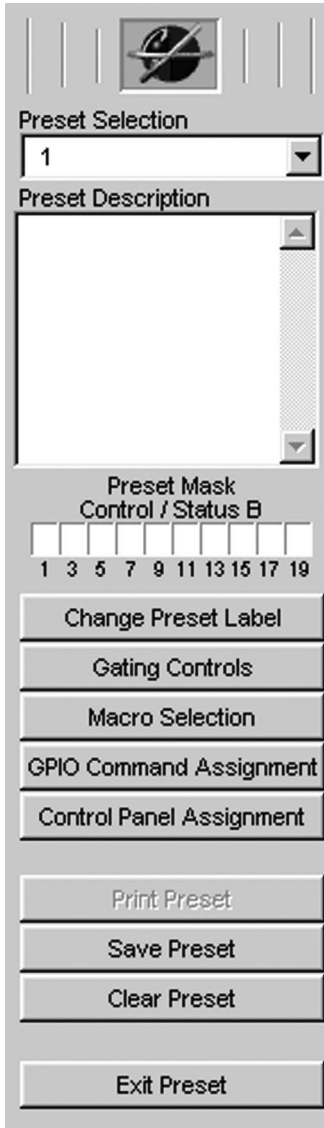 Preset Selection
1
Preset Description
Preset Mask
Control / Status B
1 3 5 7 9 11 13 15 17 19
Change Preset Label
Gating Controls
Macro Selection
GPIO Command Assignment
Control Panel Assignment
Print Preset
Save Preset
Clear Preset
Exit Preset